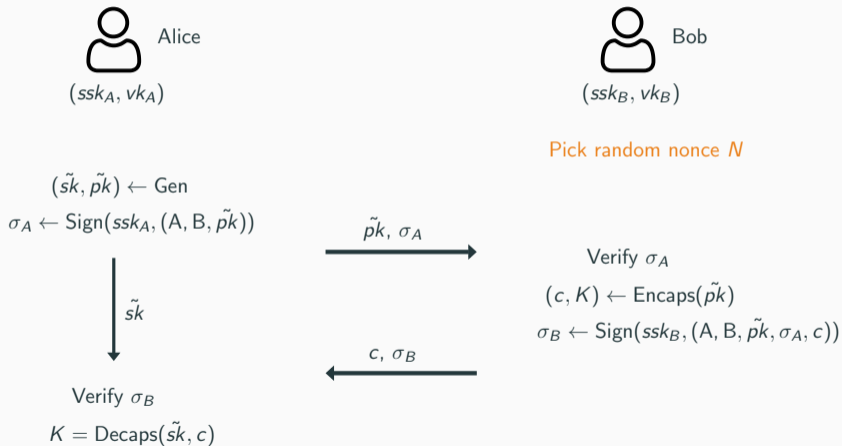 Alice
(ssk_A, vk_A)
Bob
(ssk_B, vk_B)
Pick random nonce N
(s̃k, p̃k) ← Gen
σ_A ← Sign(ssk_A, (A, B, p̃k))
p̃k, σ_A
Verify σ_A
(c, K) ← Encaps(p̃k)
σ_B ← Sign(ssk_B, (A, B, p̃k, σ_A, c))
s̃k
c, σ_B
Verify σ_B
K = Decaps(s̃k, c)